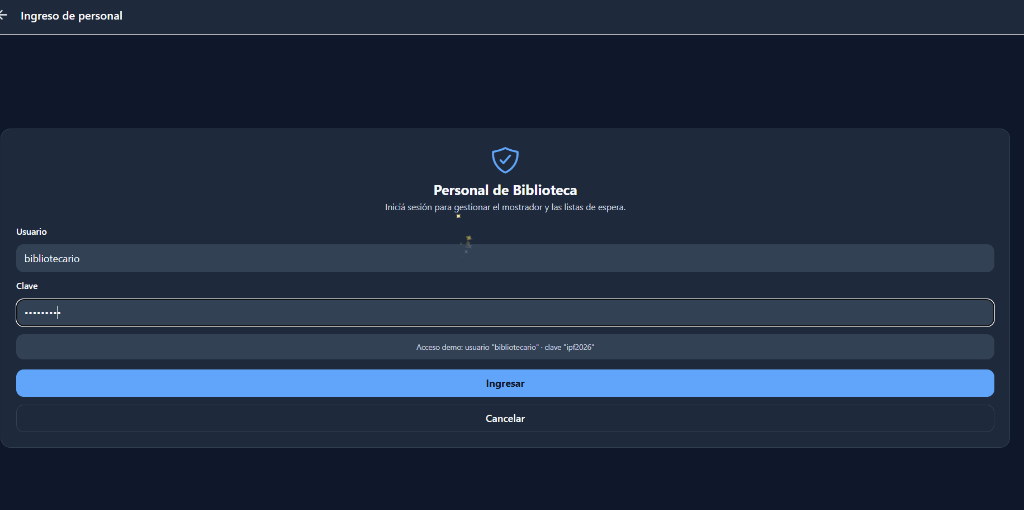 Ingreso de personal
Personal de Biblioteca
Iniciá sesión para gestionar el mostrador y las listas de espera.
Usuario
bibliotecario
Clave
Acceso demo: usuario "bibliotecario" · clave "ipf2026"
Ingresar
Cancelar